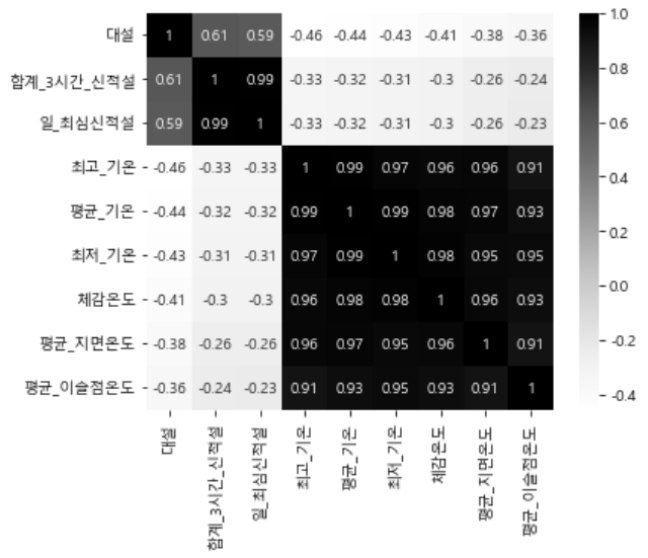 대설 1 0.61 0.59 -0.46 -0.44 -0.43 -0.41 -0.38 -0.36
합계_3시간_신적설 0.61 1 0.99 -0.33 -0.32 -0.31 -0.3 -0.26 -0.24
일_최심신적설 0.59 0.99 1 -0.33 -0.32 -0.31 -0.3 -0.26 -0.23
최고_기온 -0.46 -0.33 -0.33 1 0.99 0.97 0.96 0.96 0.91
평균_기온 -0.44 -0.32 -0.32 0.99 1 0.99 0.98 0.97 0.93
최저_기온 -0.43 -0.31 -0.31 0.97 0.99 1 0.98 0.95 0.95
체감온도 -0.41 -0.3 -0.3 0.96 0.98 0.98 1 0.96 0.93
평균_지면온도 -0.38 -0.26 -0.26 0.96 0.97 0.95 0.96 1 0.91
평균_이슬점온도 -0.36 -0.24 -0.23 0.91 0.93 0.95 0.93 0.91 1
대설
합계_3시간_신적설
일_최심신적설
최고_기온
평균_기온
최저_기온
체감온도
평균_지면온도
평균_이슬점온도
1.0
0.8
0.6
0.4
0.2
0.0
-0.2
-0.4